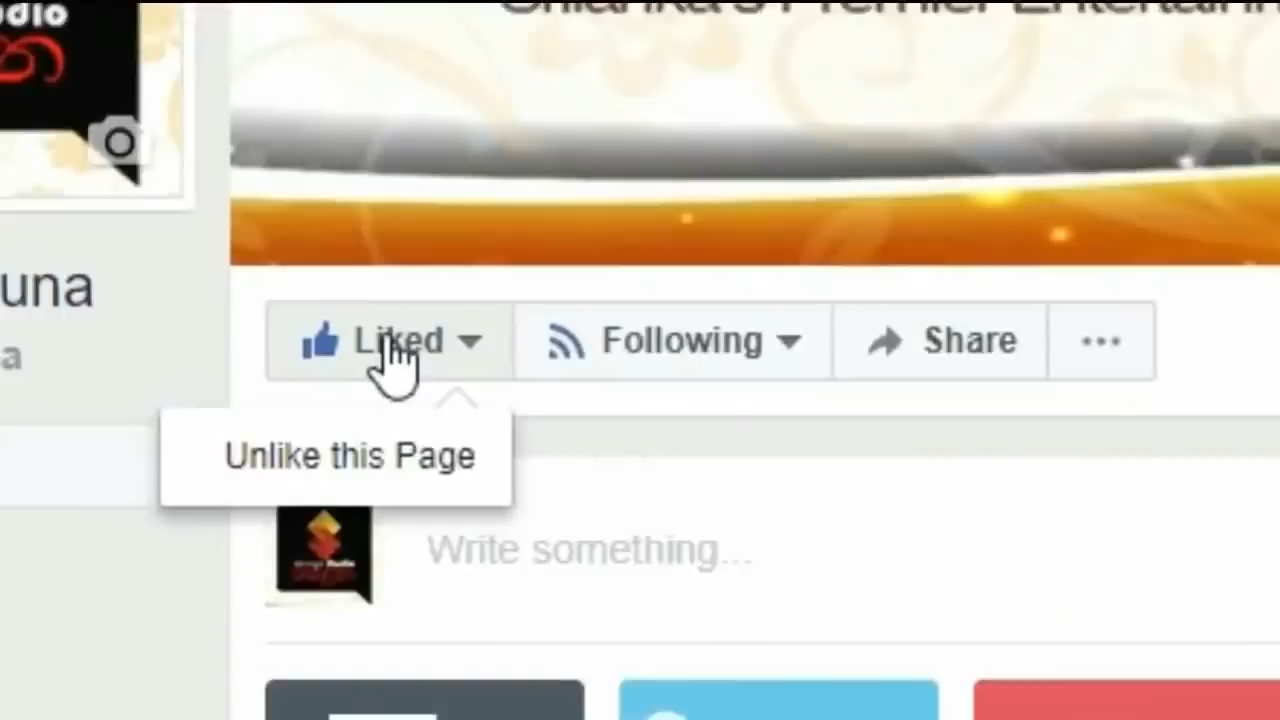 una
a
Liked
Following
Share
Unlike this Page
Write something...